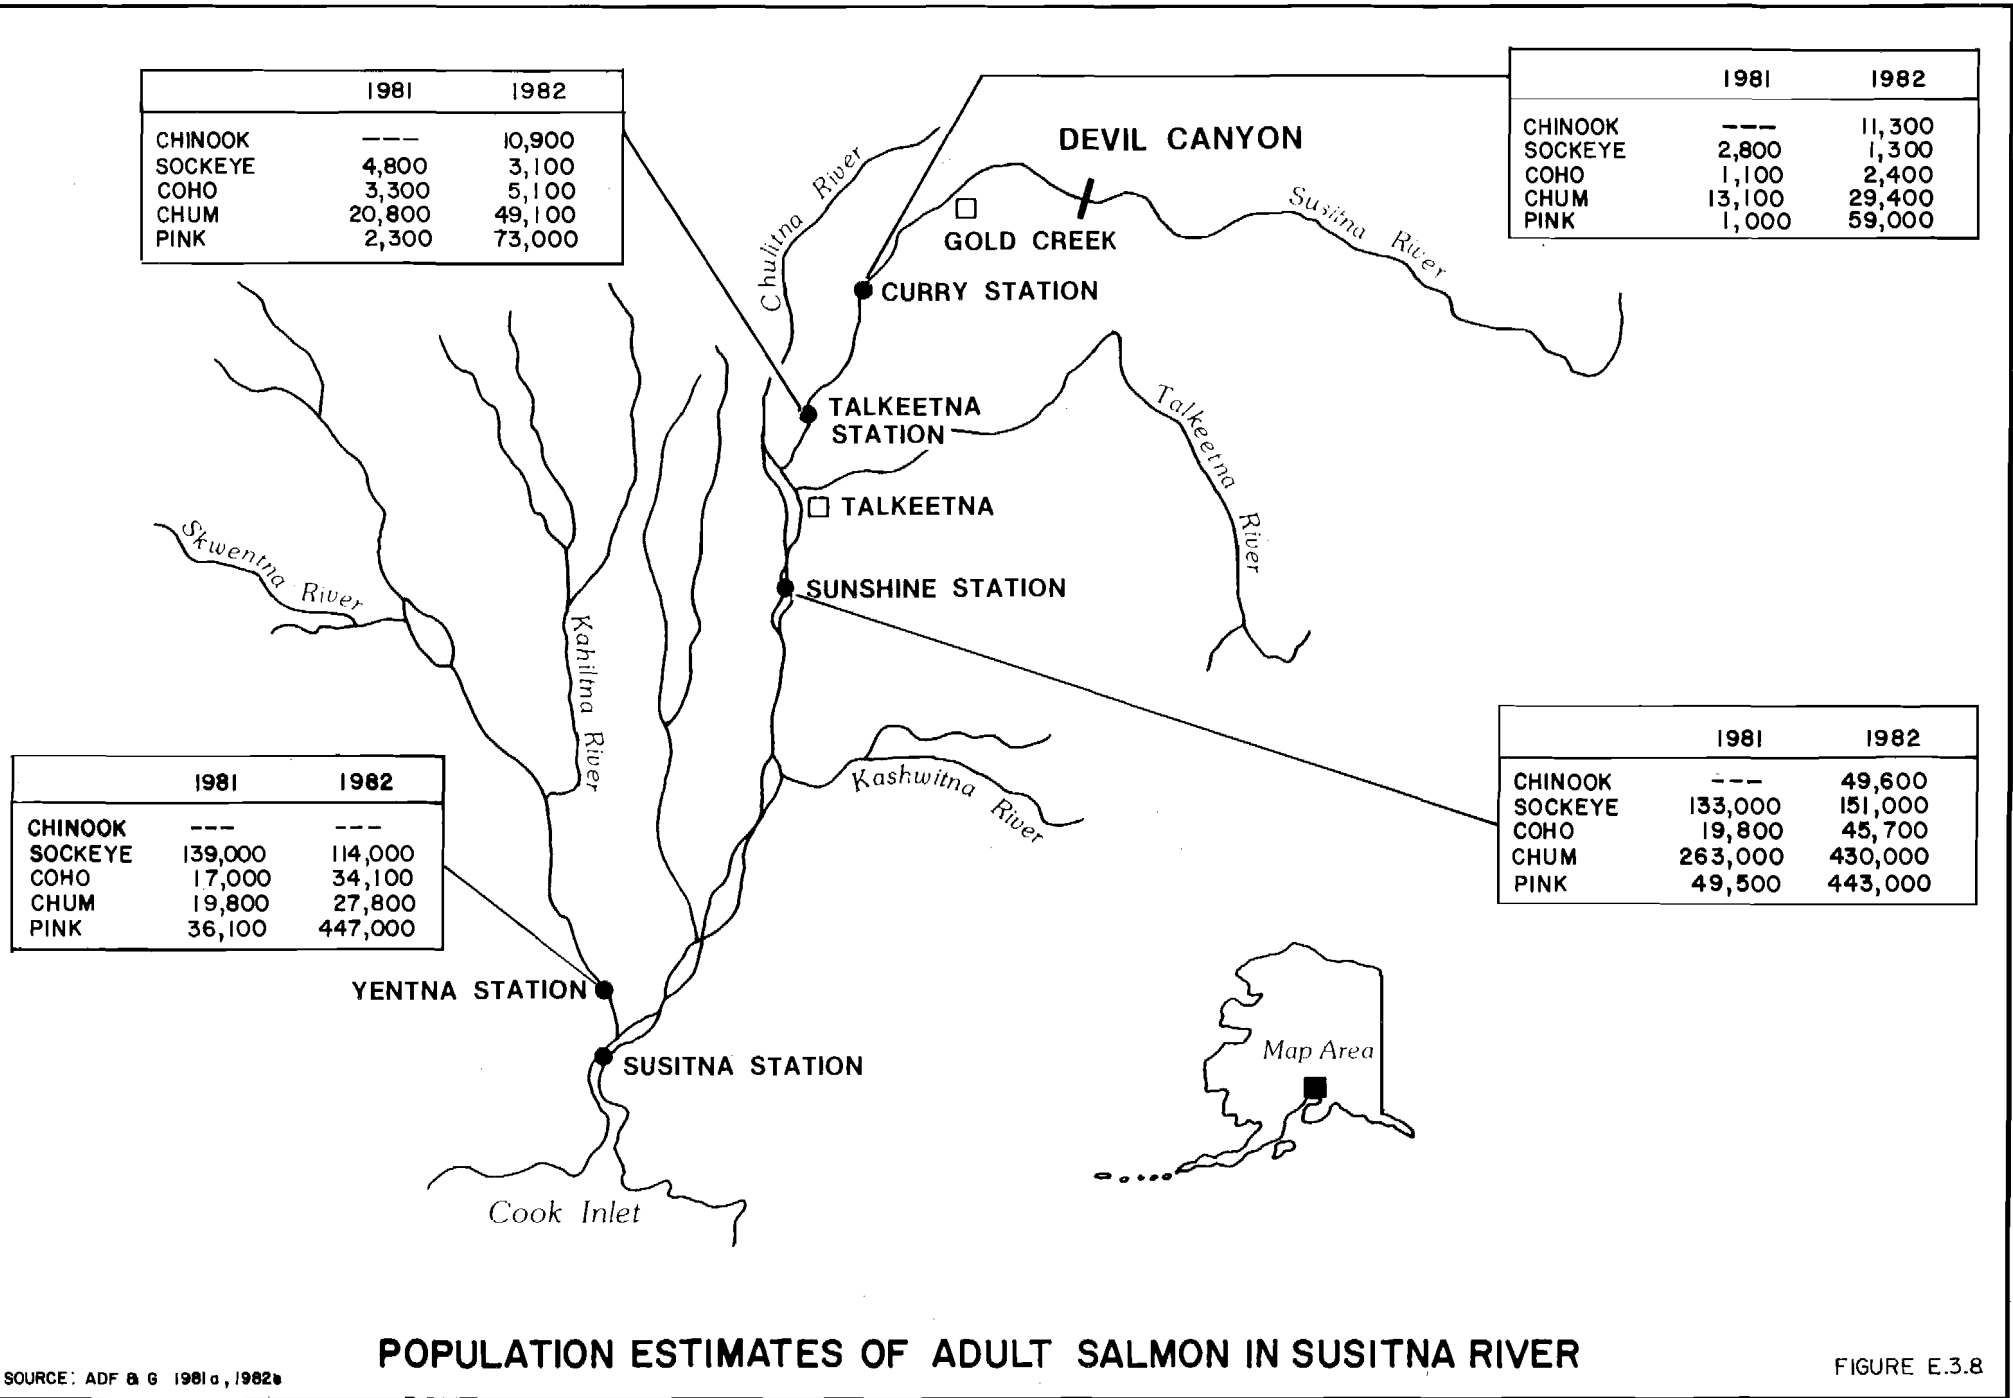 1981 1982
CHINOOK --- 10,900
SOCKEYE 4,800 3,100
COHO 3,300 5,100
CHUM 20,800 49,100
PINK 2,300 73,000
1981 1982
CHINOOK --- 11,300
SOCKEYE 2,800 1,300
COHO 1,100 2,400
CHUM 13,100 29,400
PINK 1,000 59,000
DEVIL CANYON
Chulitna River
Susitna River
GOLD CREEK
CURRY STATION
TALKEETNA
STATION
Talkeetna River
TALKEETNA
Skwentna River
SUNSHINE STATION
Kahiltna River
Kashwitna River
1981 1982
CHINOOK --- 49,600
SOCKEYE 133,000 151,000
COHO 19,800 45,700
CHUM 263,000 430,000
PINK 49,500 443,000
1981 1982
CHINOOK --- ---
SOCKEYE 139,000 114,000
COHO 17,000 34,100
CHUM 19,800 27,800
PINK 36,100 447,000
YENTNA STATION
SUSITNA STATION
Map Area
Cook Inlet
POPULATION ESTIMATES OF ADULT SALMON IN SUSITNA RIVER
SOURCE: ADF & G 1981a, 1982a
FIGURE E.3.8